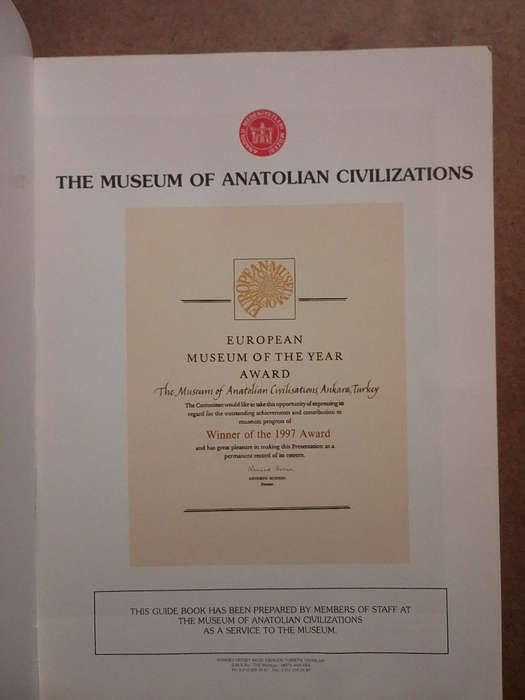 THE MUSEUM OF ANATOLIAN CIVILIZATIONS
EUROPEAN MUSEUM OF
EUROPEAN
MUSEUM OF THE YEAR
AWARD
The Museum of Anatolian Civilisations, Ankara, Turkey
The Committee would like to take this opportunity of expressing its
regard for the outstanding achievements and contribution to
museum progress of
Winner of the 1997 Award
and has great pleasure in making this Presentation as a
permanent record of its esteem.
THIS GUIDE BOOK HAS BEEN PREPARED BY MEMBERS OF STAFF AT
THE MUSEUM OF ANATOLIAN CIVILIZATIONS
AS A SERVICE TO THE MUSEUM.